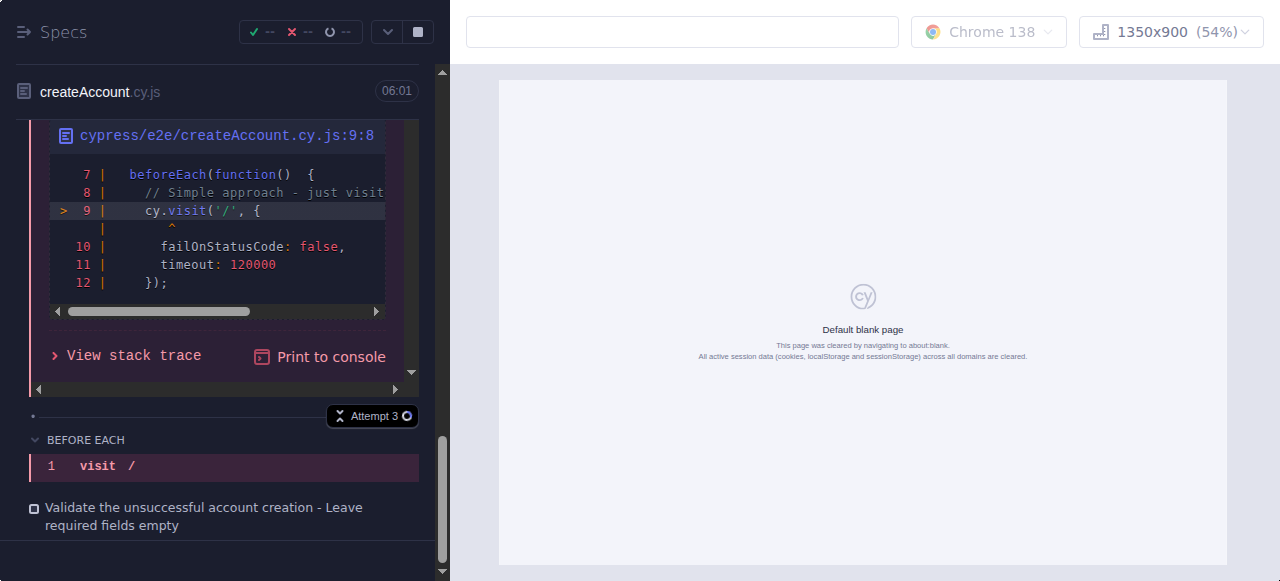 Specs
--
--
--
Chrome 138
1350x900 (54%)
createAccount.cy.js
06:01
cypress/e2e/createAccount.cy.js:9:8
7 | beforeEach(function() {
8 | // Simple approach - just visit
> 9 | cy.visit('/', {
| ^
10 | failOnStatusCode: false,
11 | timeout: 120000
12 | });
View stack trace
Print to console
Attempt 3
BEFORE EACH
1 visit /
Validate the unsuccessful account creation - Leave
required fields empty
cy
Default blank page
This page was cleared by navigating to about:blank.
All active session data (cookies, localStorage and sessionStorage) across all domains are cleared.